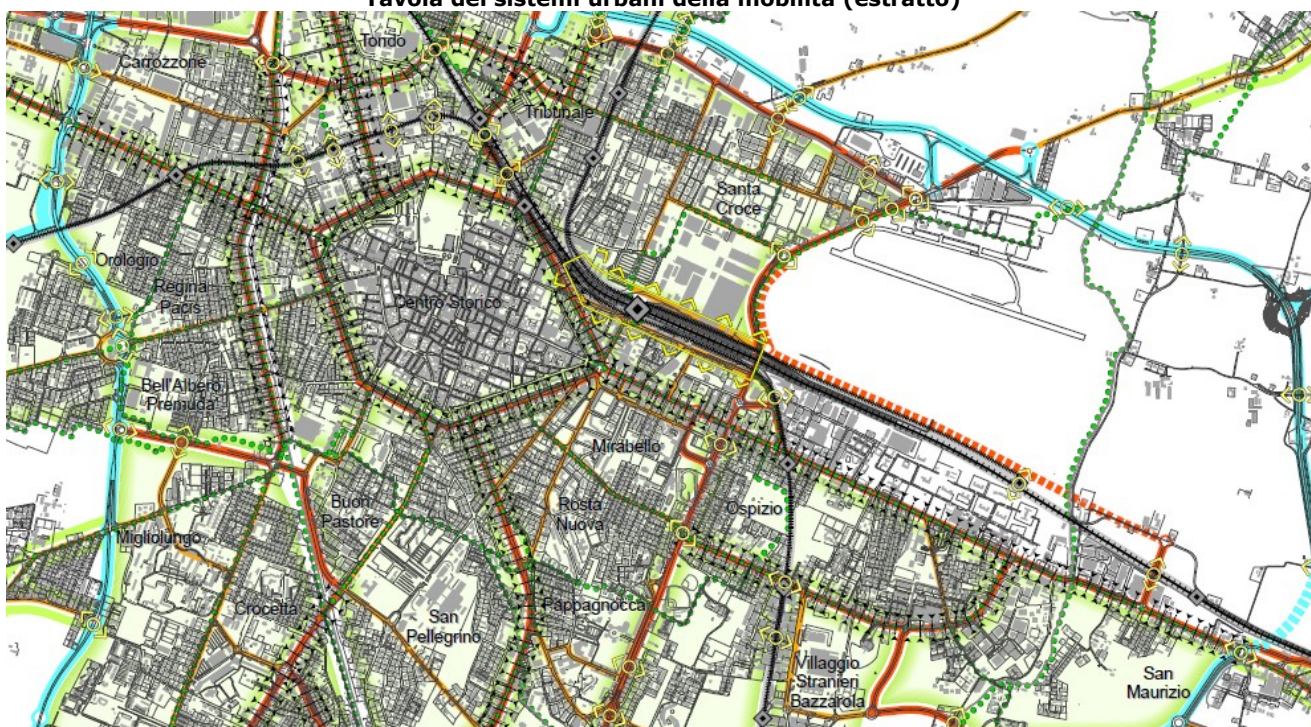 Tavola dei sistemi urbani della mobilità (estratto)
Tondo
Carrozzone
Tribunale
Santa
Croce
Orologio
Regina
Pacis
Centro Storico
Bell'Albero
Premuda'
Mirabello
Buon
Pastore
Rosta
Nuova
Ospizio
Migliolungo
Crocetta
Pappagnocca
San
Pellegrino
Villaggio
Stranieri
Bazzarola
San
Maurizio